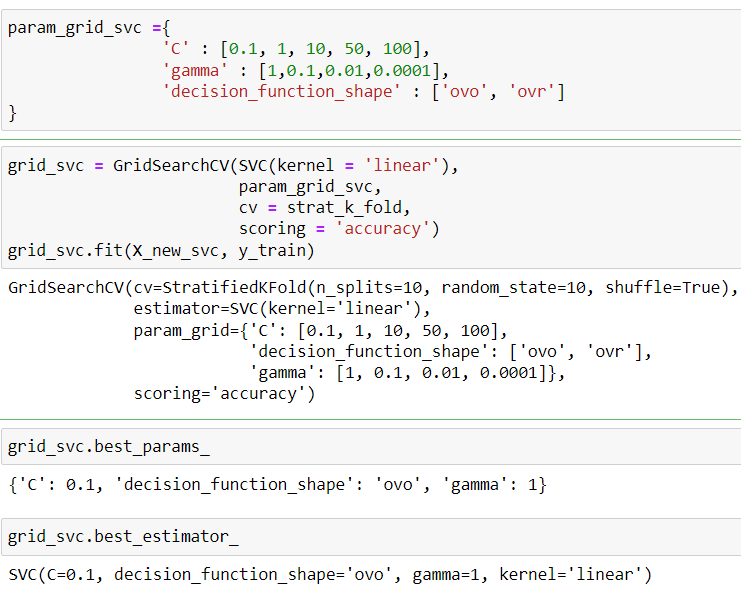 param_grid_svc ={
'C' : [0.1, 1, 10, 50, 100],
'gamma' : [1,0.1,0.01,0.0001],
'decision_function_shape' : ['ovo', 'ovr']
}
grid_svc = GridSearchCV(SVC(kernel = 'linear'),
param_grid_svc,
cv = strat_k_fold,
scoring = 'accuracy')
grid_svc.fit(X_new_svc, y_train)
GridSearchCV(cv=StratifiedKFold(n_splits=10, random_state=10, shuffle=True),
estimator=SVC(kernel='linear'),
param_grid={'C': [0.1, 1, 10, 50, 100],
'decision_function_shape': ['ovo', 'ovr'],
'gamma': [1, 0.1, 0.01, 0.0001]},
scoring='accuracy')
grid_svc.best_params_
{'C': 0.1, 'decision_function_shape': 'ovo', 'gamma': 1}
grid_svc.best_estimator_
SVC(C=0.1, decision_function_shape='ovo', gamma=1, kernel='linear')